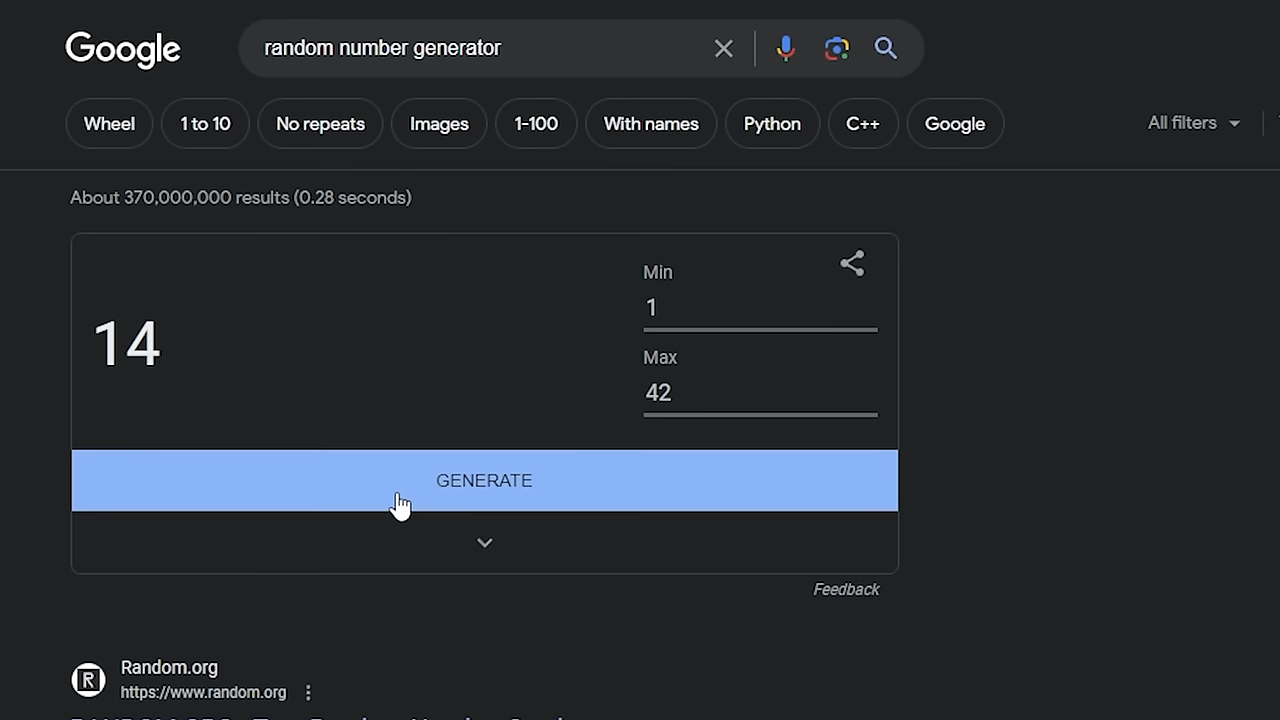 Google
random number generator
Wheel
1 to 10
No repeats
Images
1-100
With names
Python
C++
Google
All filters
About 370,000,000 results (0.28 seconds)
Min
1
14
Max
42
GENERATE
Feedback
R
Random.org
https://www.random.org